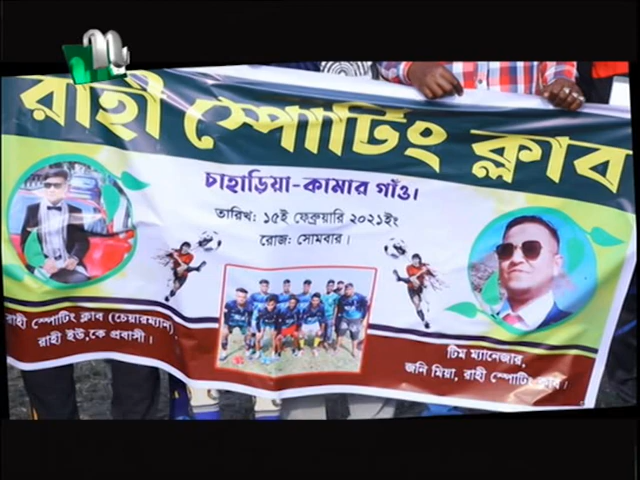 রাহী স্পোর্টিং ক্লাব
চাহাড়িয়া-কামার গাঁও।
তারিখ: ১৫ই ফেব্রুয়ারি ২০২১ইং
রোজ: সোমবার।
রাহী স্পোটিং ক্লাব (চেয়ারম্যান)
রাহী ইউ,কে প্রবাসী।
টিম ম্যানেজার,
জনি মিয়া, রাহী স্পোটিং ক্লাব।